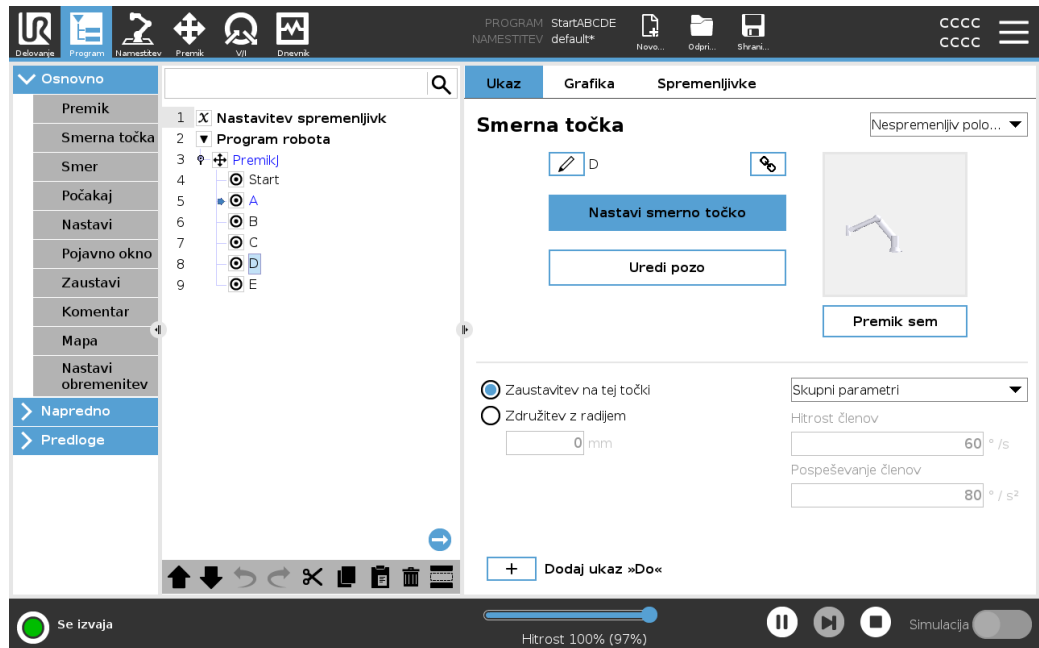 UR
PROGRAM StartABCDE
NAMESTITEV default*
Delovanje Program Namestitev Premik V/I Dnevnik Novo... Odpri... Shrani...
CCCC
CCCC
Osnovno
Premik
Smerna točka
Smer
Počakaj
Nastavi
Pojavno okno
Zaustavi
Komentar
Mapa
Nastavi
obremenitev
Napredno
Predloge
1 X Nastavitev spremenljivk
2 Program robota
3 PremikJ
4 Start
5 A
6 B
7 C
8 D
9 E
Ukaz Grafika Spremenljivke
Smerna točka
Nespremenljiv polo...
D
Nastavi smerno točko
Uredi pozo
Premik sem
Zaustavitev na tej točki
Združitev z radijem
0 mm
Skupni parametri
Hitrost členov
60 ° /s
Pospeševanje členov
80 ° / s²
+ Dodaj ukaz »Do«
Se izvaja
Hitrost 100% (97%)
Simulacija